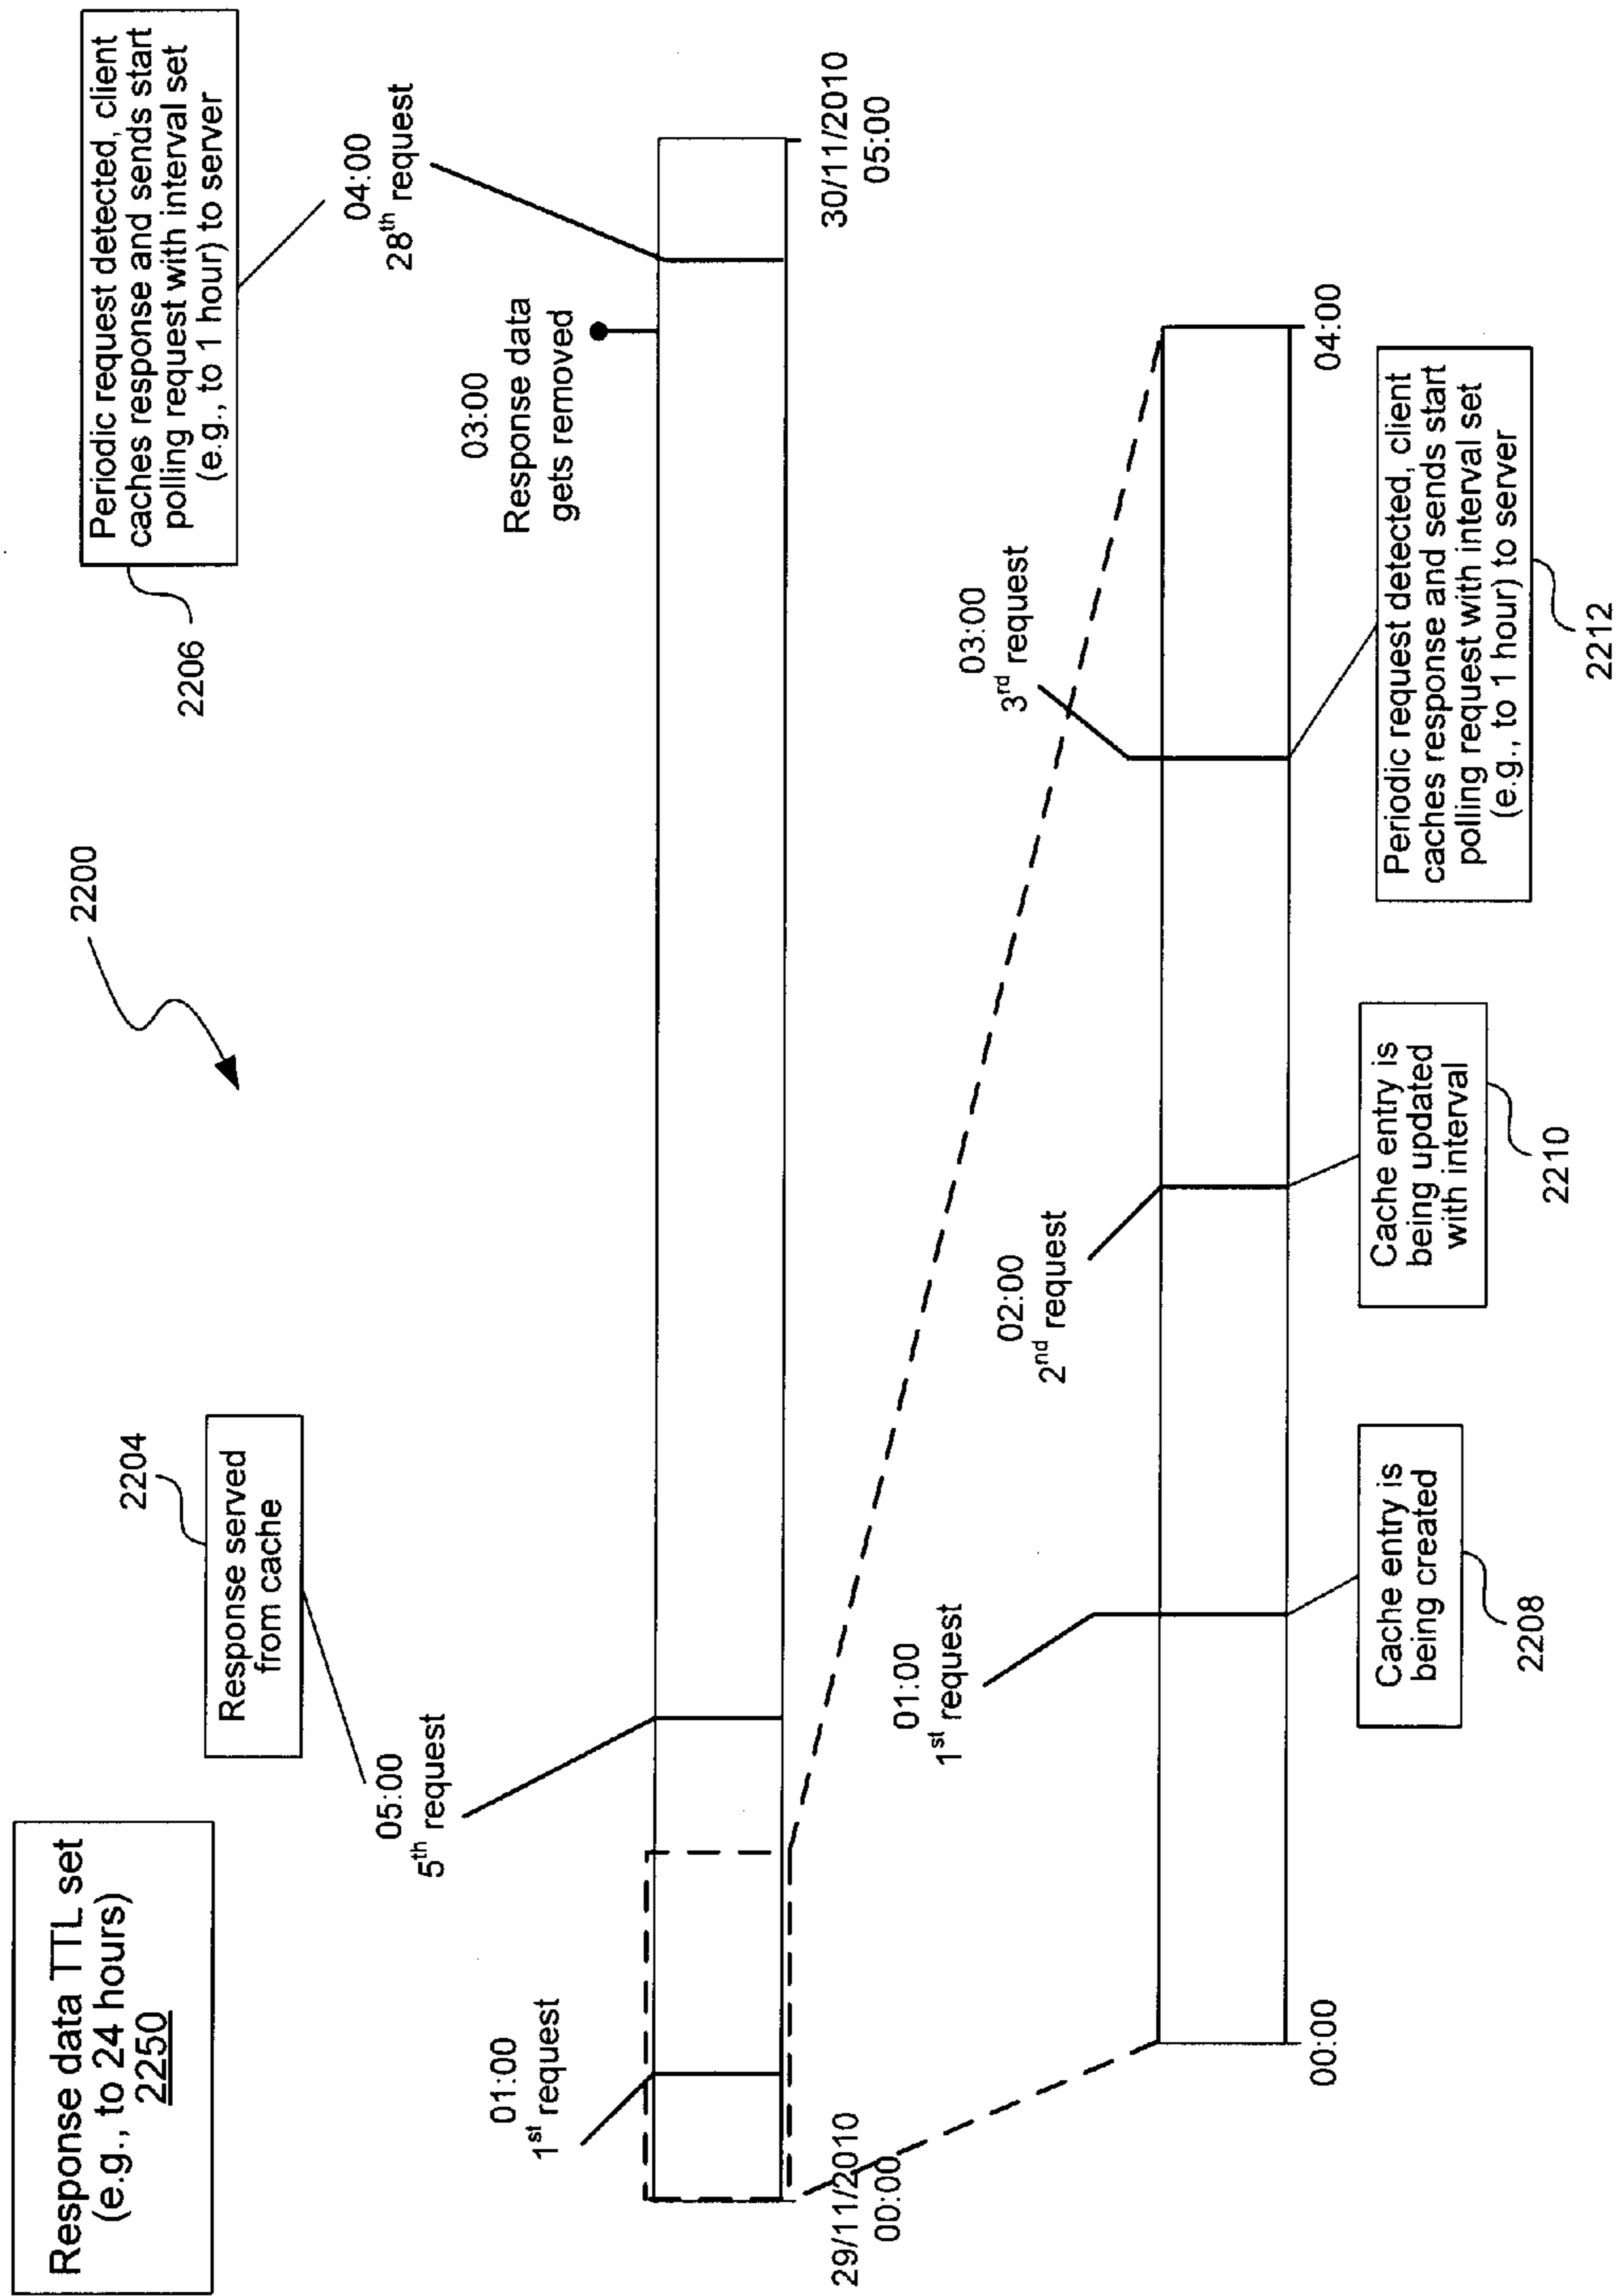 Response data TTL set
(e.g., to 24 hours)
2250
2200
2204
Response served
from cache
2206
Periodic request detected, client
caches response and sends start
polling request with interval set
(e.g., to 1 hour) to server
01:00
1st request
05:00
5th request
03:00
Response data
gets removed
04:00
28th request
29/11/2010
00:00
30/11/2010
05:00
01:00
1st request
02:00
2nd request
03:00
3rd request
00:00
04:00
Cache entry is
being created
2208
Cache entry is
being updated
with interval
2210
Periodic request detected, client
caches response and sends start
polling request with interval set
(e.g., to 1 hour) to server
2212